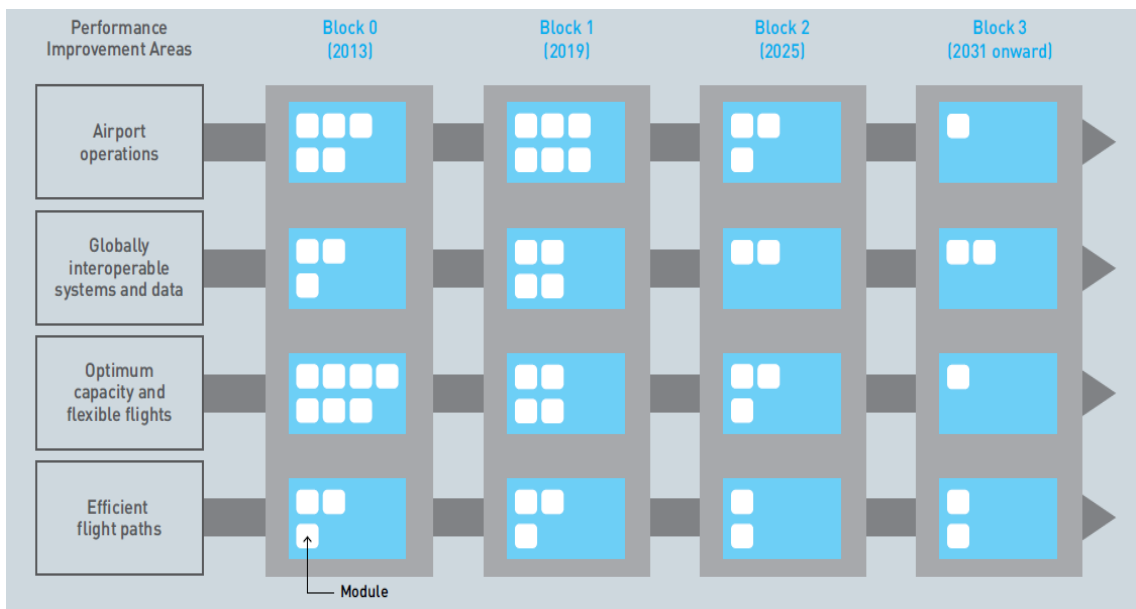 Performance
Improvement Areas
Block 0
(2013)
Block 1
(2019)
Block 2
(2025)
Block 3
(2031 onward)
Airport
operations
Globally
interoperable
systems and data
Optimum
capacity and
flexible flights
Efficient
flight paths
Module